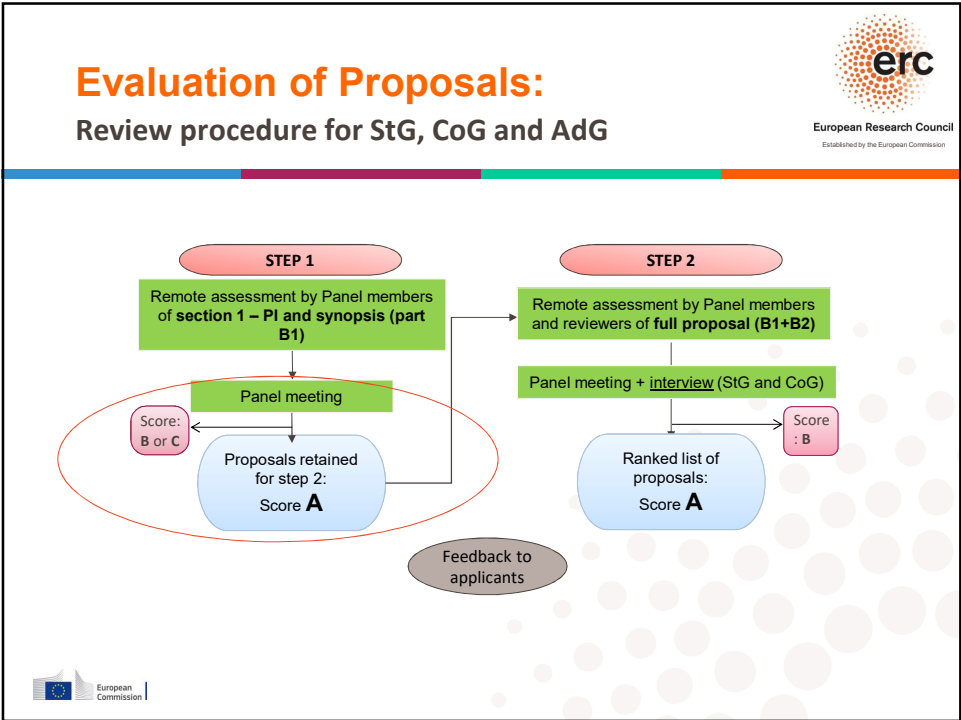 Evaluation of Proposals:
Review procedure for StG, CoG and AdG
erc
European Research Council
Established by the European Commission
STEP 1
Remote assessment by Panel members
of section 1 – PI and synopsis (part
B1)
Panel meeting
Score:
B or C
Proposals retained
for step 2:
Score A
STEP 2
Remote assessment by Panel members
and reviewers of full proposal (B1+B2)
Panel meeting + interview (StG and CoG)
Score
: B
Ranked list of
proposals:
Score A
Feedback to
applicants
European
Commission